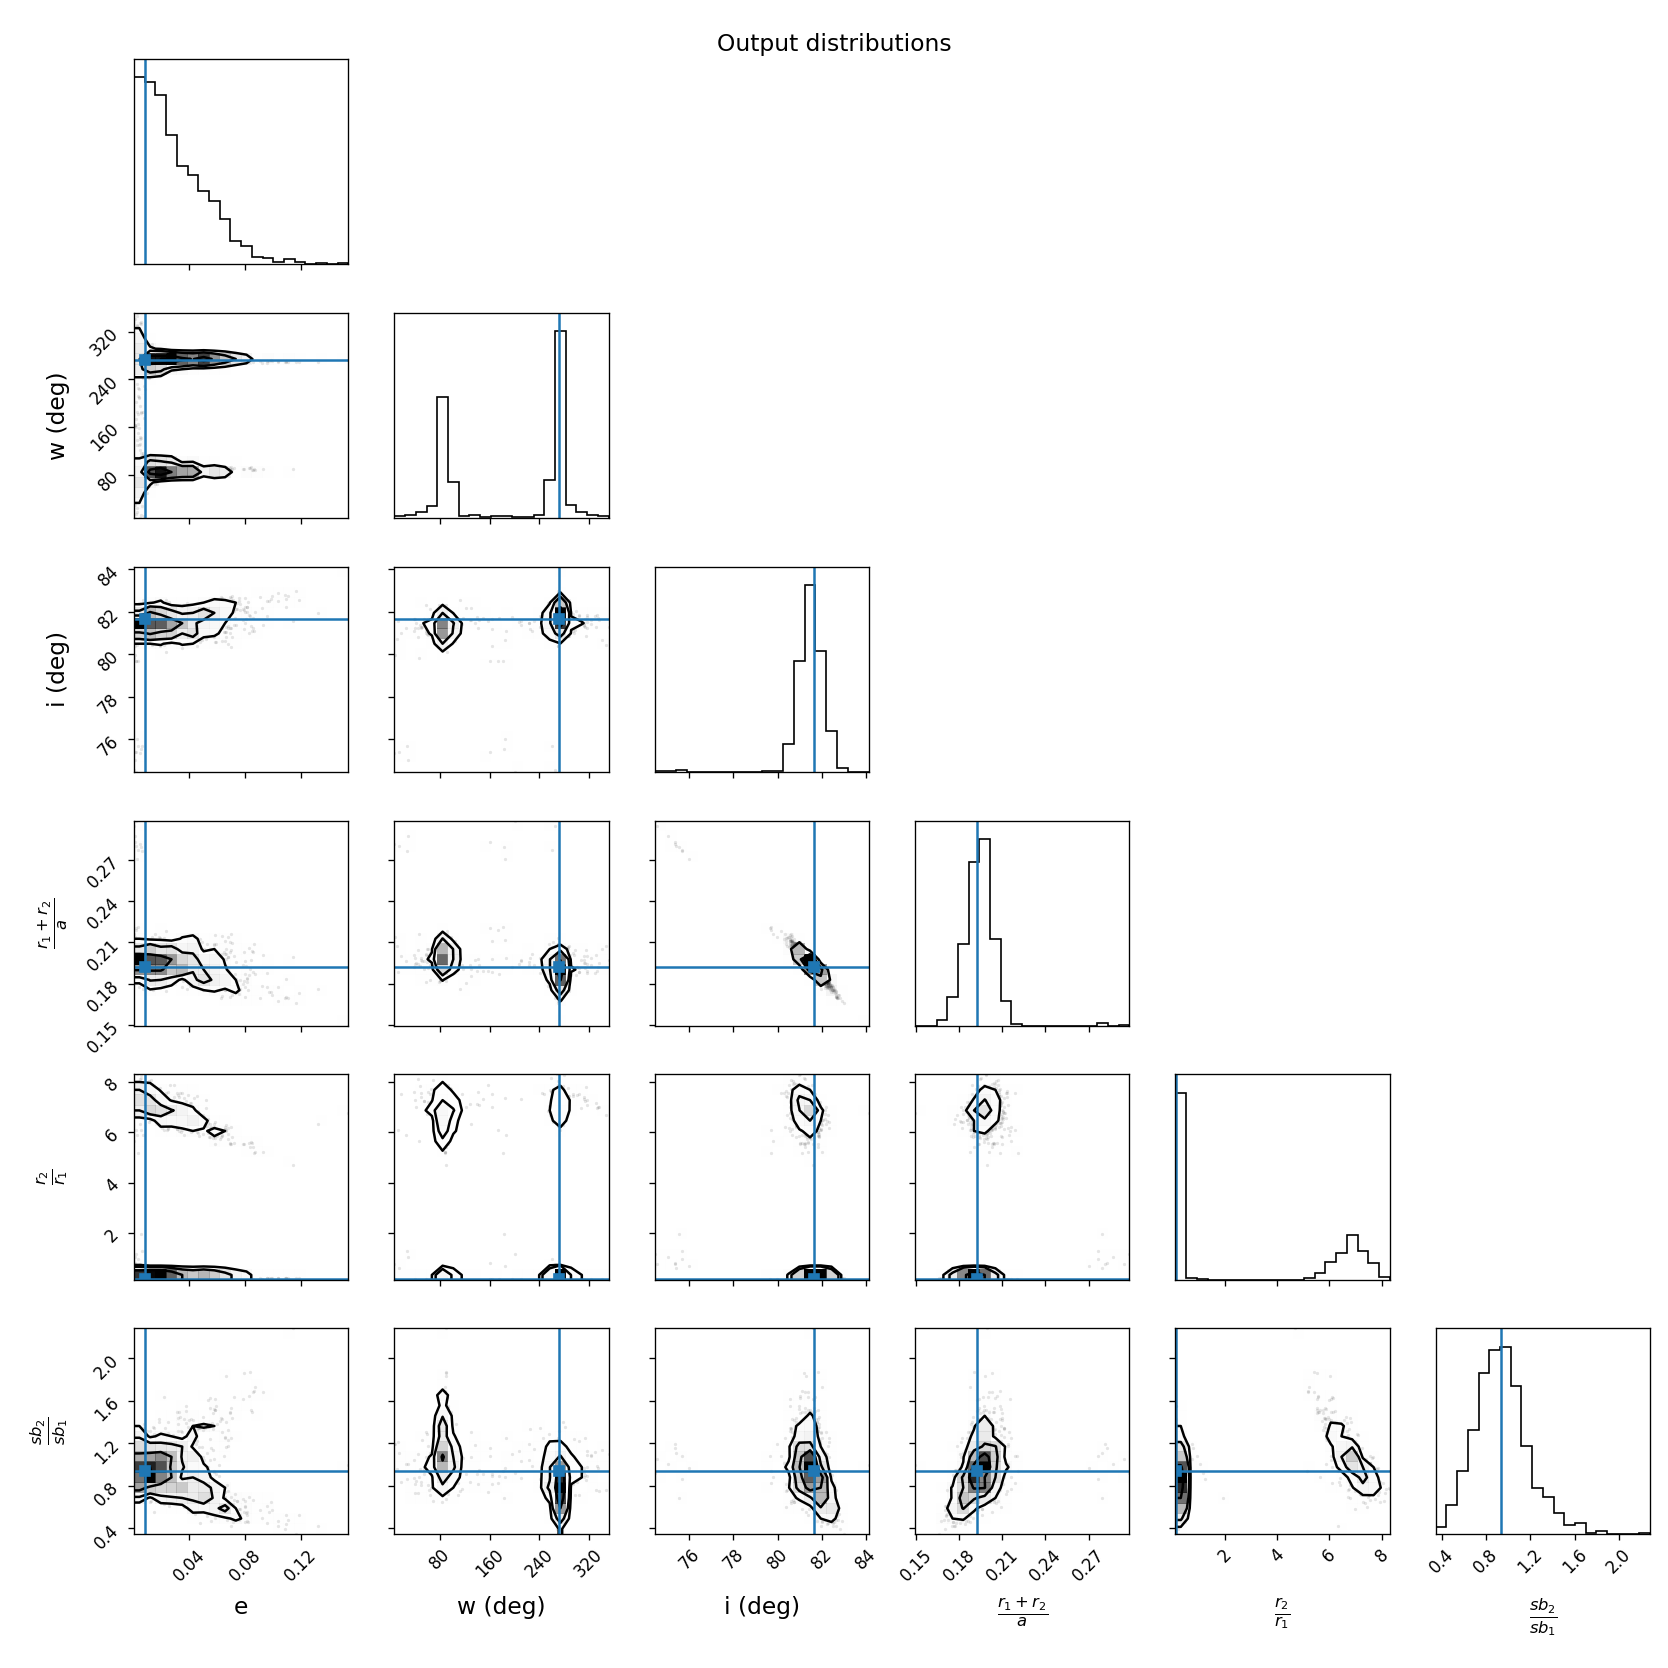 Output distributions
w (deg)
320
240
160
80
i (deg)
84
82
80
78
76
r₁ + r₂
a
0.27
0.24
0.21
0.18
0.15
r₂
r₁
8
6
4
2
sb₂
sb₁
2.0
1.6
1.2
0.8
0.4
0.04 0.08 0.12
80 160 240 320
76 78 80 82 84
0.15 0.18 0.21 0.24 0.27
2 4 6 8
0.4 0.8 1.2 1.6 2.0
e
w (deg)
i (deg)
r₁ + r₂
a
r₂
r₁
sb₂
sb₁